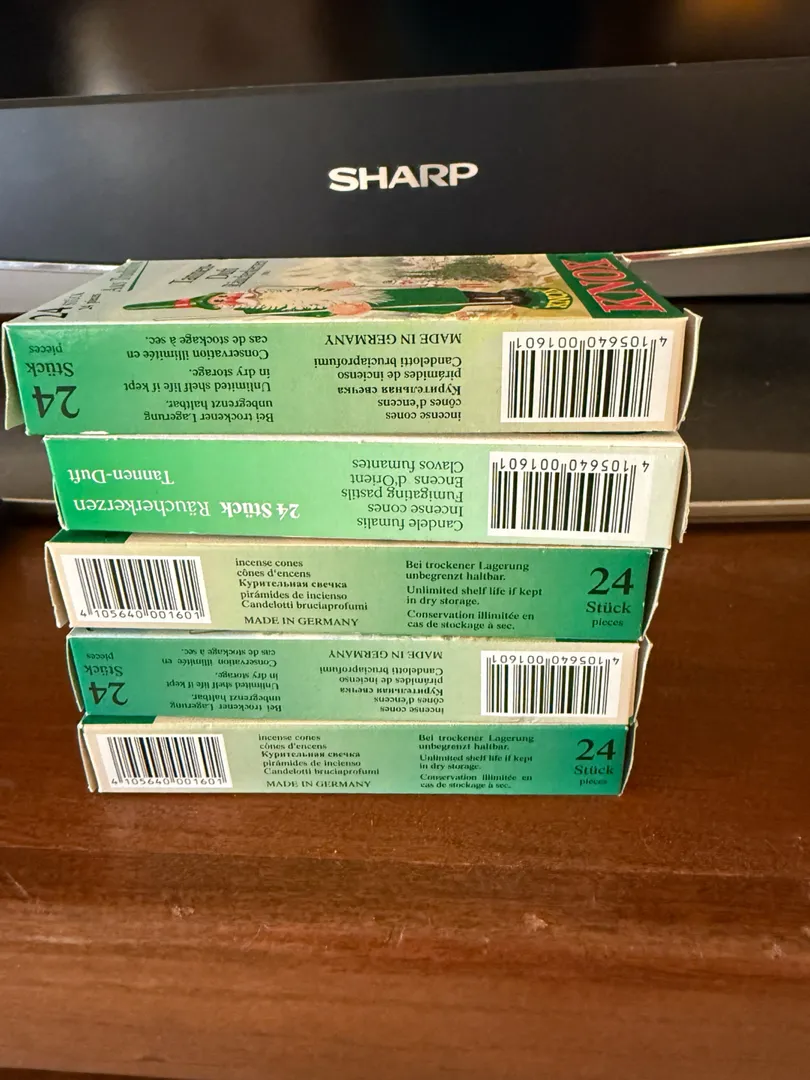 SHARP
24 Stück
24 pieces
Tannen-
Duft
KNOX
KNOX
Bei trockener Lagerung
unbegrenzt haltbar.
Unlimited shelf life if kept
in dry storage.
Conservation illimitée en
cas de stockage à sec.
24
Stück
pieces
incense cones
cônes d'encens
Курительная свечка
pirámides de incienso
Candelotti bruciaprofumi
MADE IN GERMANY
4 105640 001601
24 Stück Räucherkerzen
Tannen-Duft
Candele fumalis
Incense cones
Fumigating pastils
Encens d'Orient
Clavos fumantes
4 105640 001601
4 105640 001601
incense cones
cônes d'encens
Курительная свечка
pirámides de incienso
Candelotti bruciaprofumi
MADE IN GERMANY
Bei trockener Lagerung
unbegrenzt haltbar.
Unlimited shelf life if kept
in dry storage.
Conservation illimitée en
cas de stockage à sec.
24
Stück
pieces
Bei trockener Lagerung
unbegrenzt haltbar.
Unlimited shelf life if kept
in dry storage.
Conservation illimitée en
cas de stockage à sec.
24
Stück
pieces
incense cones
cônes d'encens
Курительная свечка
pirámides de incienso
Candelotti bruciaprofumi
MADE IN GERMANY
4 105640 001601
4 105640 001601
incense cones
cônes d'encens
Курительная свечка
pirámides de incienso
Candelotti bruciaprofumi
MADE IN GERMANY
Bei trockener Lagerung
unbegrenzt haltbar.
Unlimited shelf life if kept
in dry storage.
Conservation illimitée en
cas de stockage à sec.
24
Stück
pieces